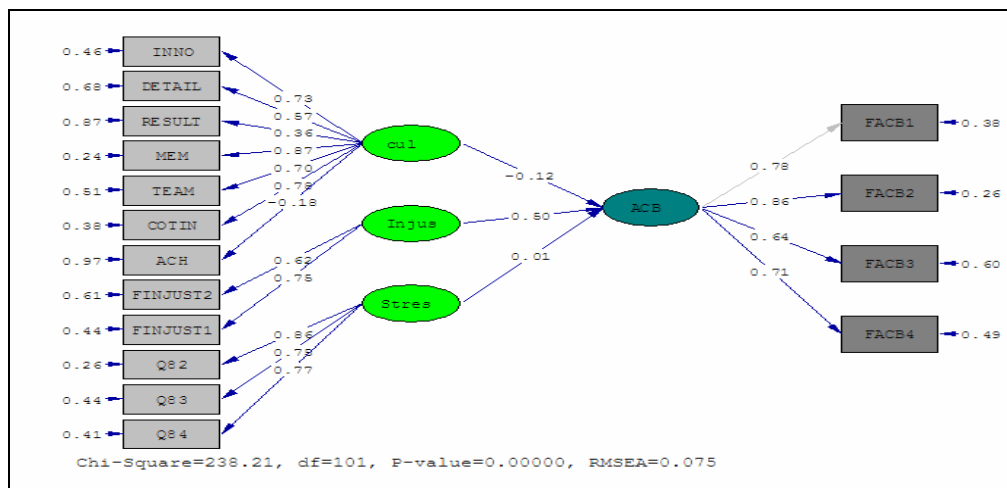 0.46 INNO
0.68 DETAIL
0.87 RESULT
0.24 MEM
0.51 TEAM
0.38 COTIN
0.97 ACH
0.61 FINJUST2
0.44 FINJUST1
0.26 Q82
0.44 Q83
0.41 Q84
0.73
0.57
0.36
0.87
0.70
0.78
-0.18
0.62
0.75
0.86
0.77
cul
Injus
Stres
-0.12
0.50
0.01
ACB
0.78
0.86
0.64
0.71
FACB1 0.38
FACB2 0.26
FACB3 0.60
FACB4 0.49
Chi-Square=238.21, df=101, P-value=0.00000, RMSEA=0.075